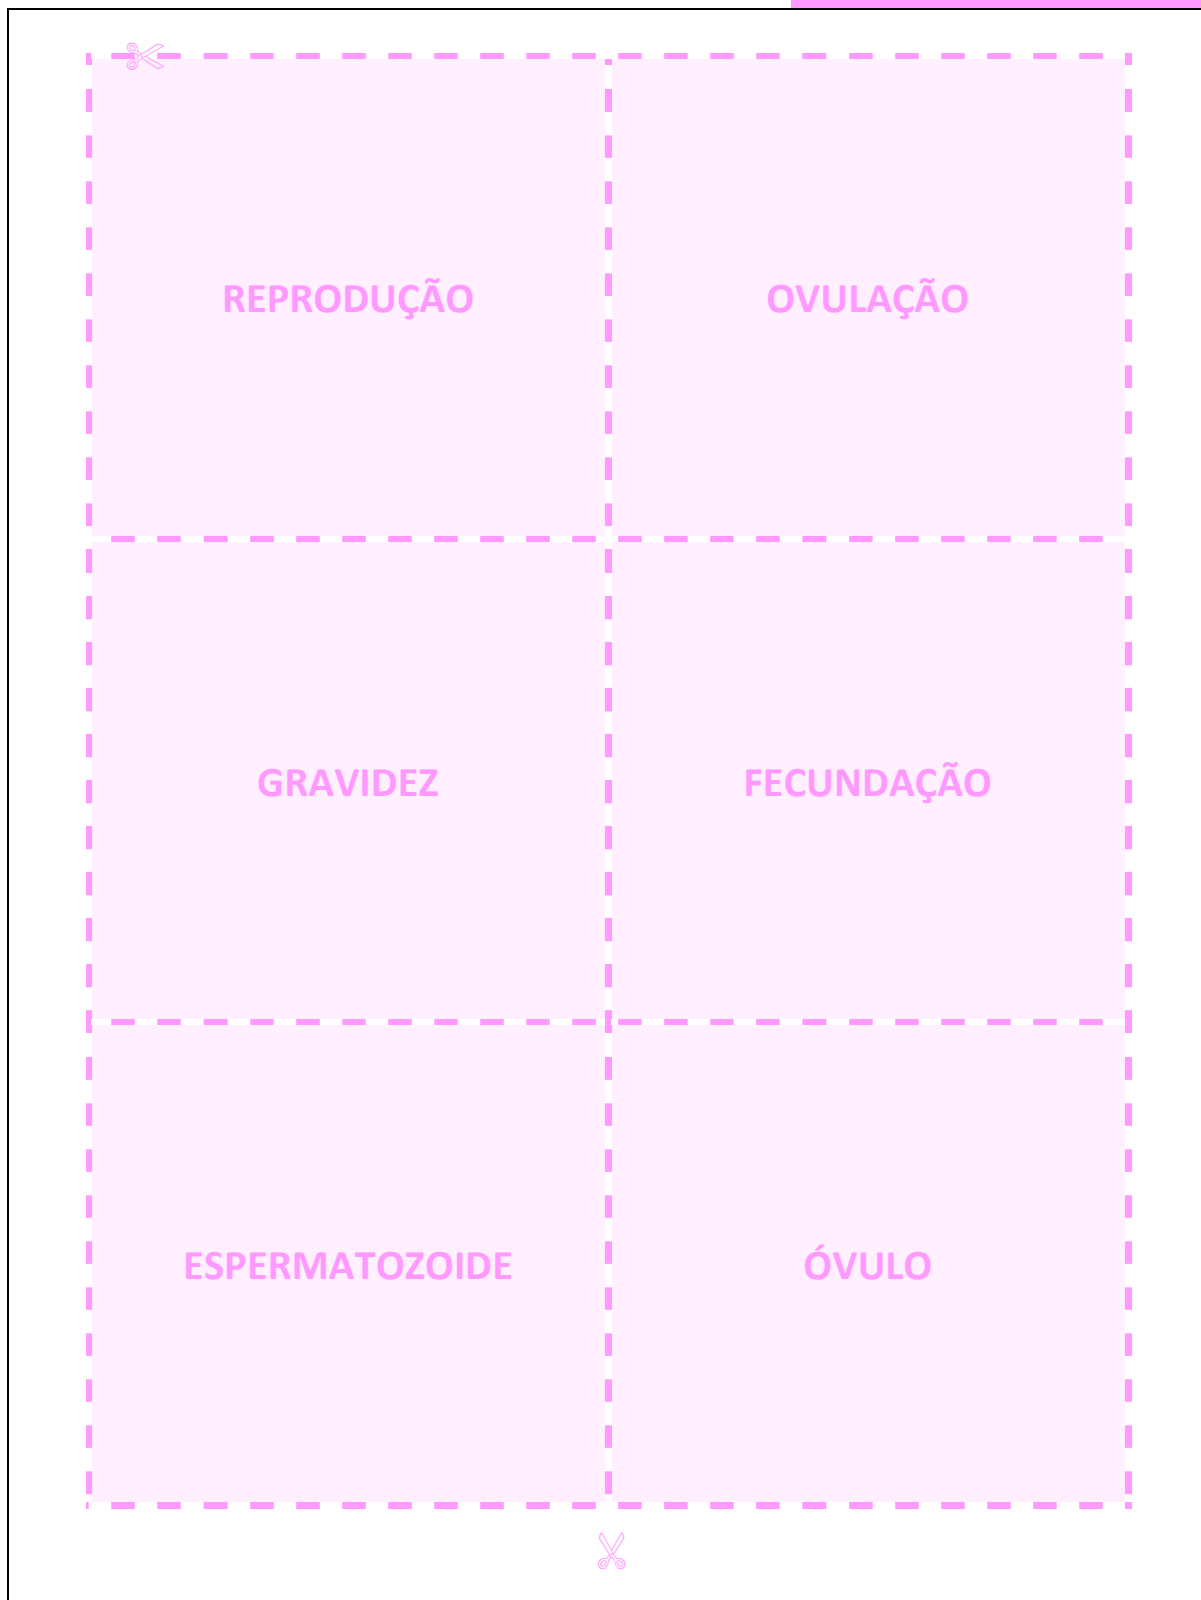 REPRODUÇÃO
OVULAÇÃO
GRAVIDEZ
FECUNDAÇÃO
ESPERMATOZOIDE
ÓVULO